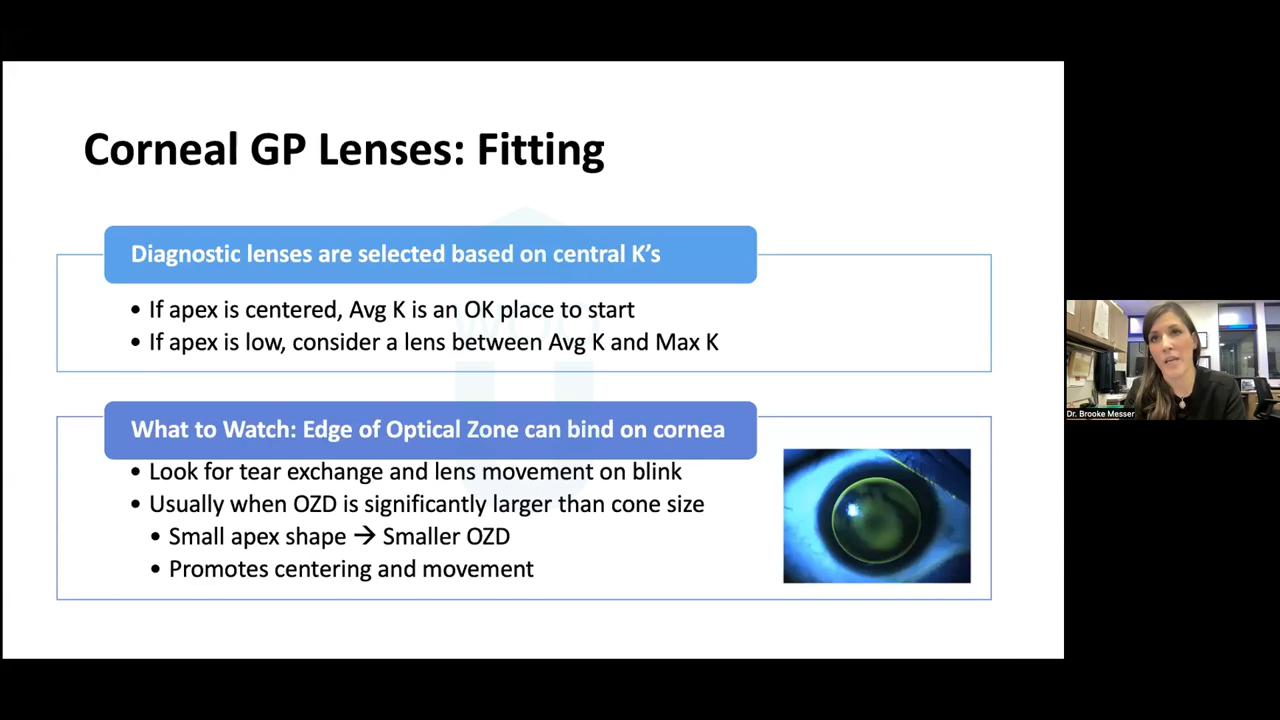 Corneal GP Lenses: Fitting
Diagnostic lenses are selected based on central K's
• If apex is centered, Avg K is an OK place to start
• If apex is low, consider a lens between Avg K and Max K
What to Watch: Edge of Optical Zone can bind on cornea
• Look for tear exchange and lens movement on blink
• Usually when OZD is significantly larger than cone size
• Small apex shape → Smaller OZD
• Promotes centering and movement
Dr. Brooke Messer